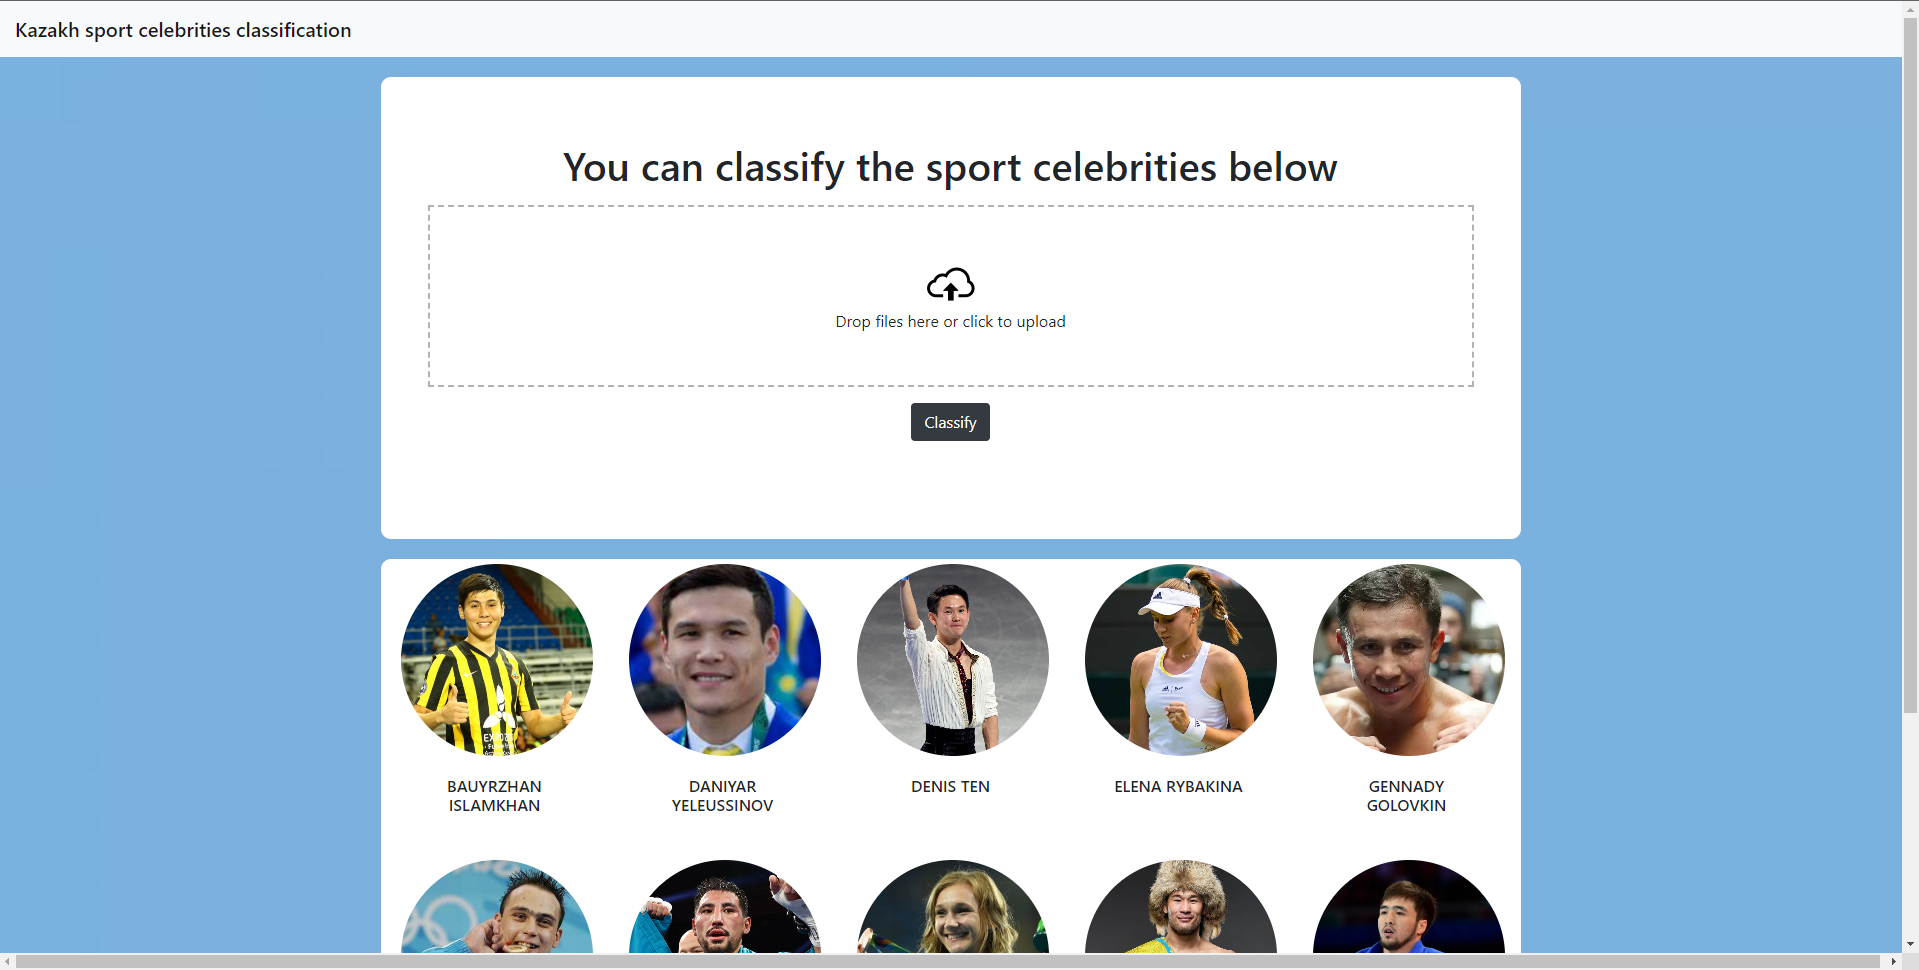 Kazakh sport celebrities classification
You can classify the sport celebrities below
Drop files here or click to upload
Classify
BAUYRZHAN
ISLAMKHAN
DANIYAR
YELEUSSINOV
DENIS TEN
ELENA RYBAKINA
GENNADY
GOLOVKIN